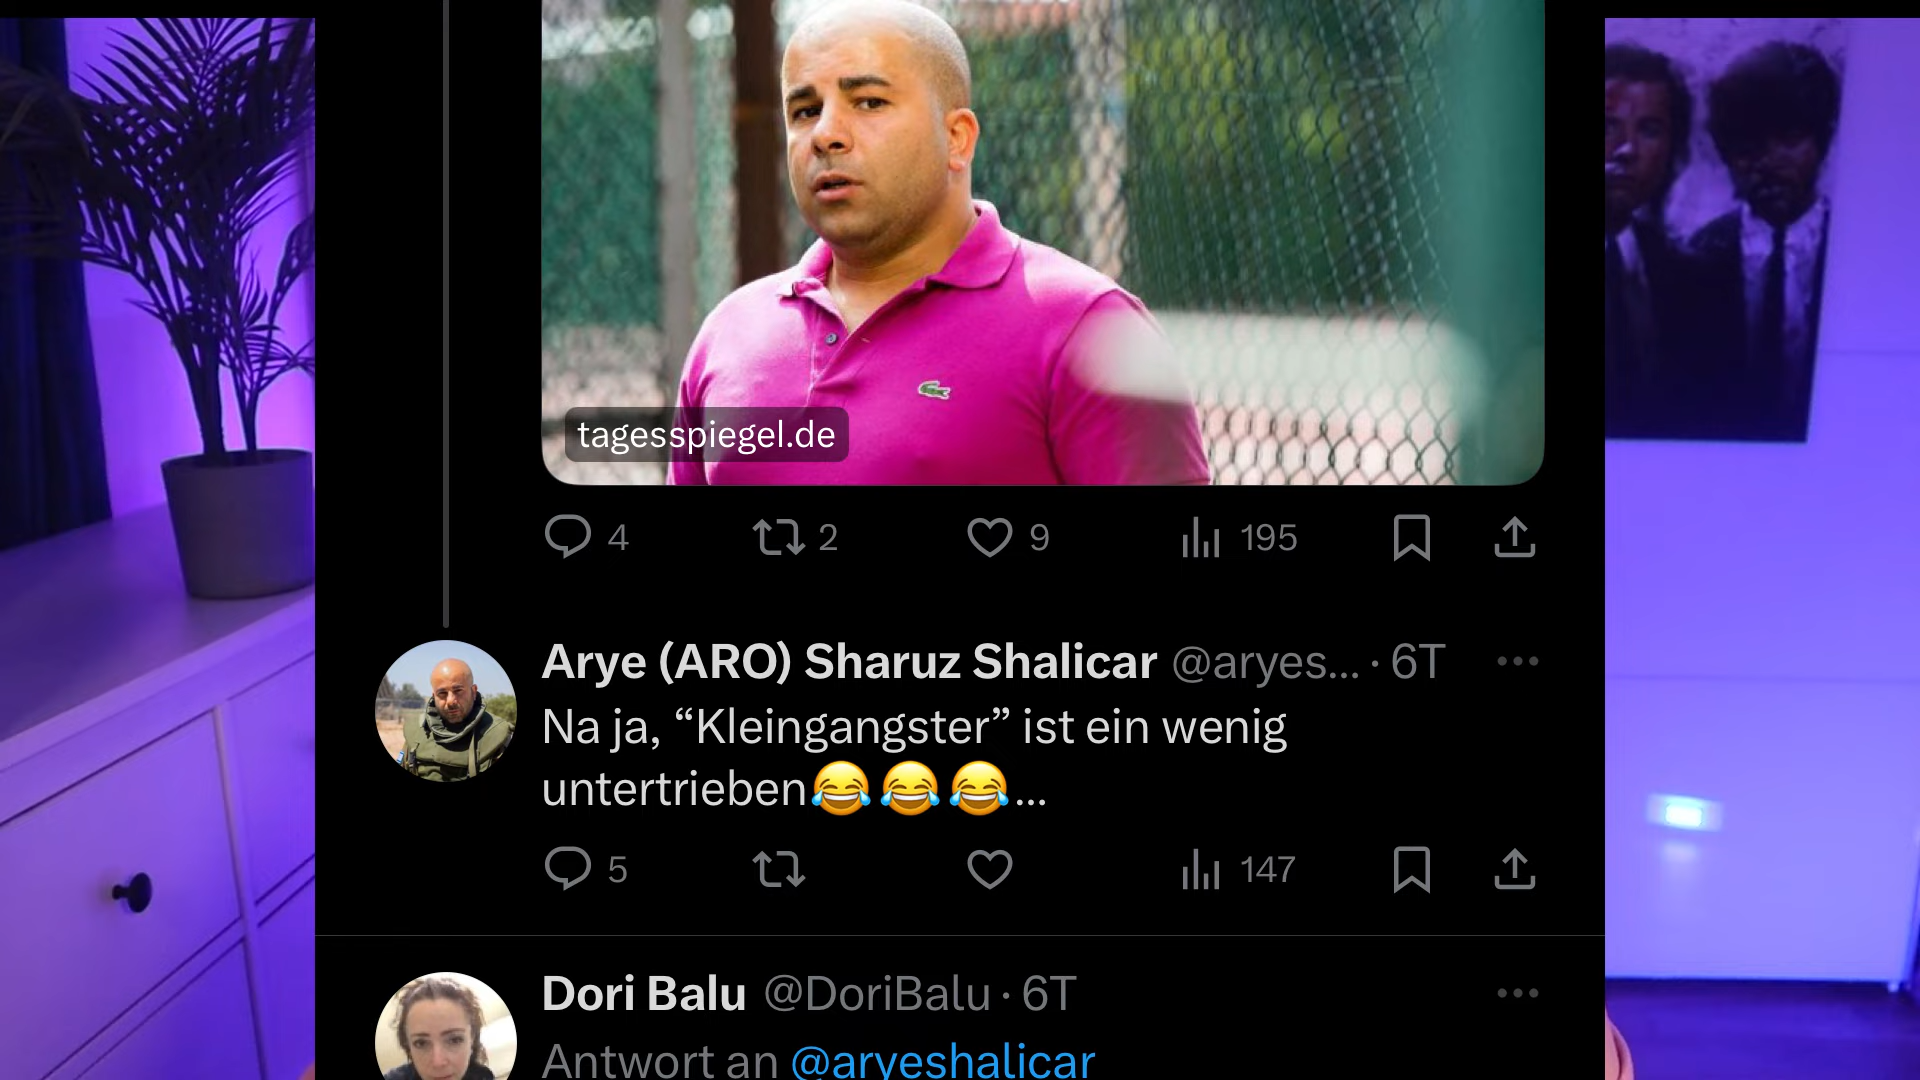 tagesspiegel.de
4 2 9 195
Arye (ARO) Sharuz Shalicar @aryes... · 6T
Na ja, “Kleingangster” ist ein wenig
untertrieben😂😂😂...
5 147
Dori Balu @DoriBalu · 6T
Antwort an @aryeshalicar